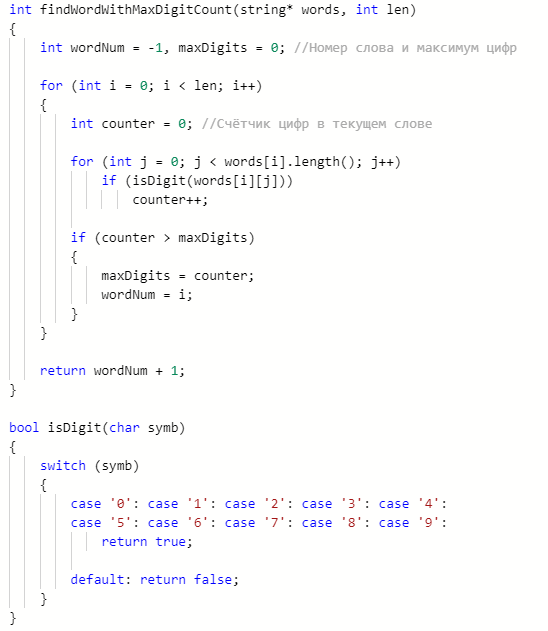 int findWordWithMaxDigitCount(string* words, int len)
{
    int wordNum = -1, maxDigits = 0; //Номер слова и максимум цифр

    for (int i = 0; i < len; i++)
    {
        int counter = 0; //Счётчик цифр в текущем слове

        for (int j = 0; j < words[i].length(); j++)
            if (isDigit(words[i][j]))
                counter++;

        if (counter > maxDigits)
        {
            maxDigits = counter;
            wordNum = i;
        }
    }

    return wordNum + 1;
}

bool isDigit(char symb)
{
    switch (symb)
    {
        case '0': case '1': case '2': case '3': case '4':
        case '5': case '6': case '7': case '8': case '9':
            return true;

        default: return false;
    }
}